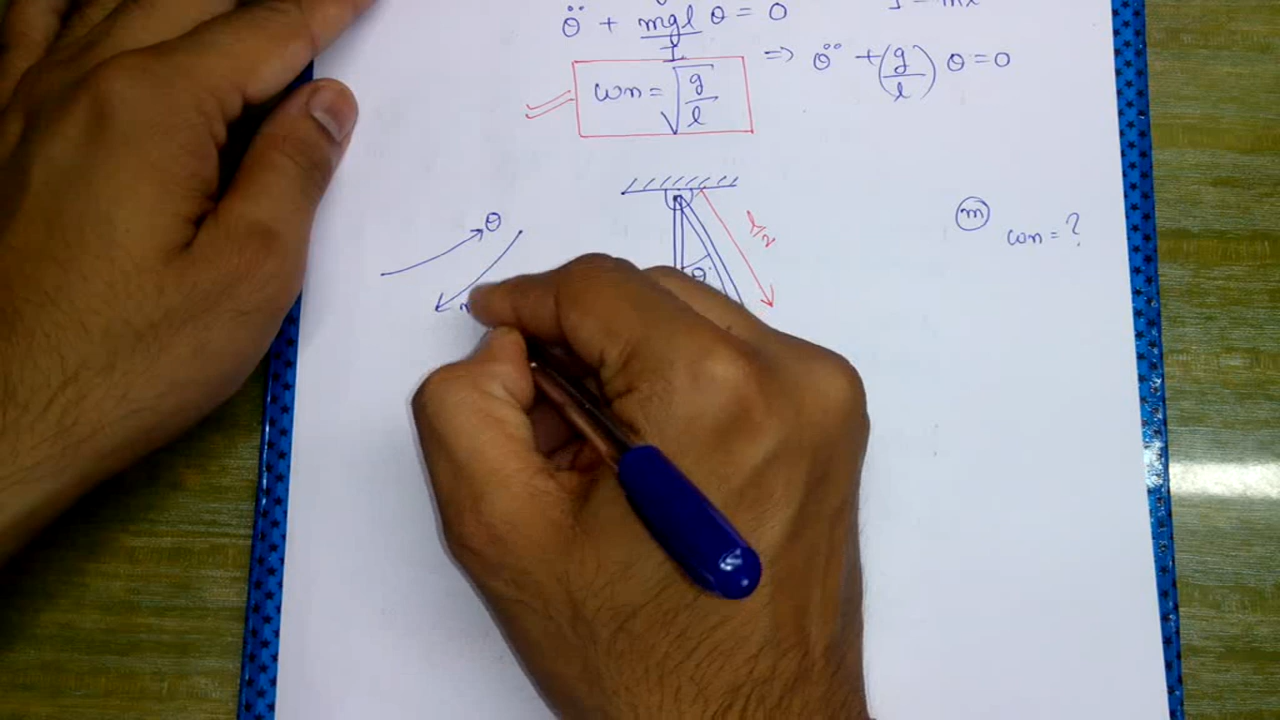 θ̈ + mgl/I θ = 0
⇒ θ̈ + (g/l) θ = 0
ωn = √(g/l)
θ
l/2
θ
m
ωn = ?